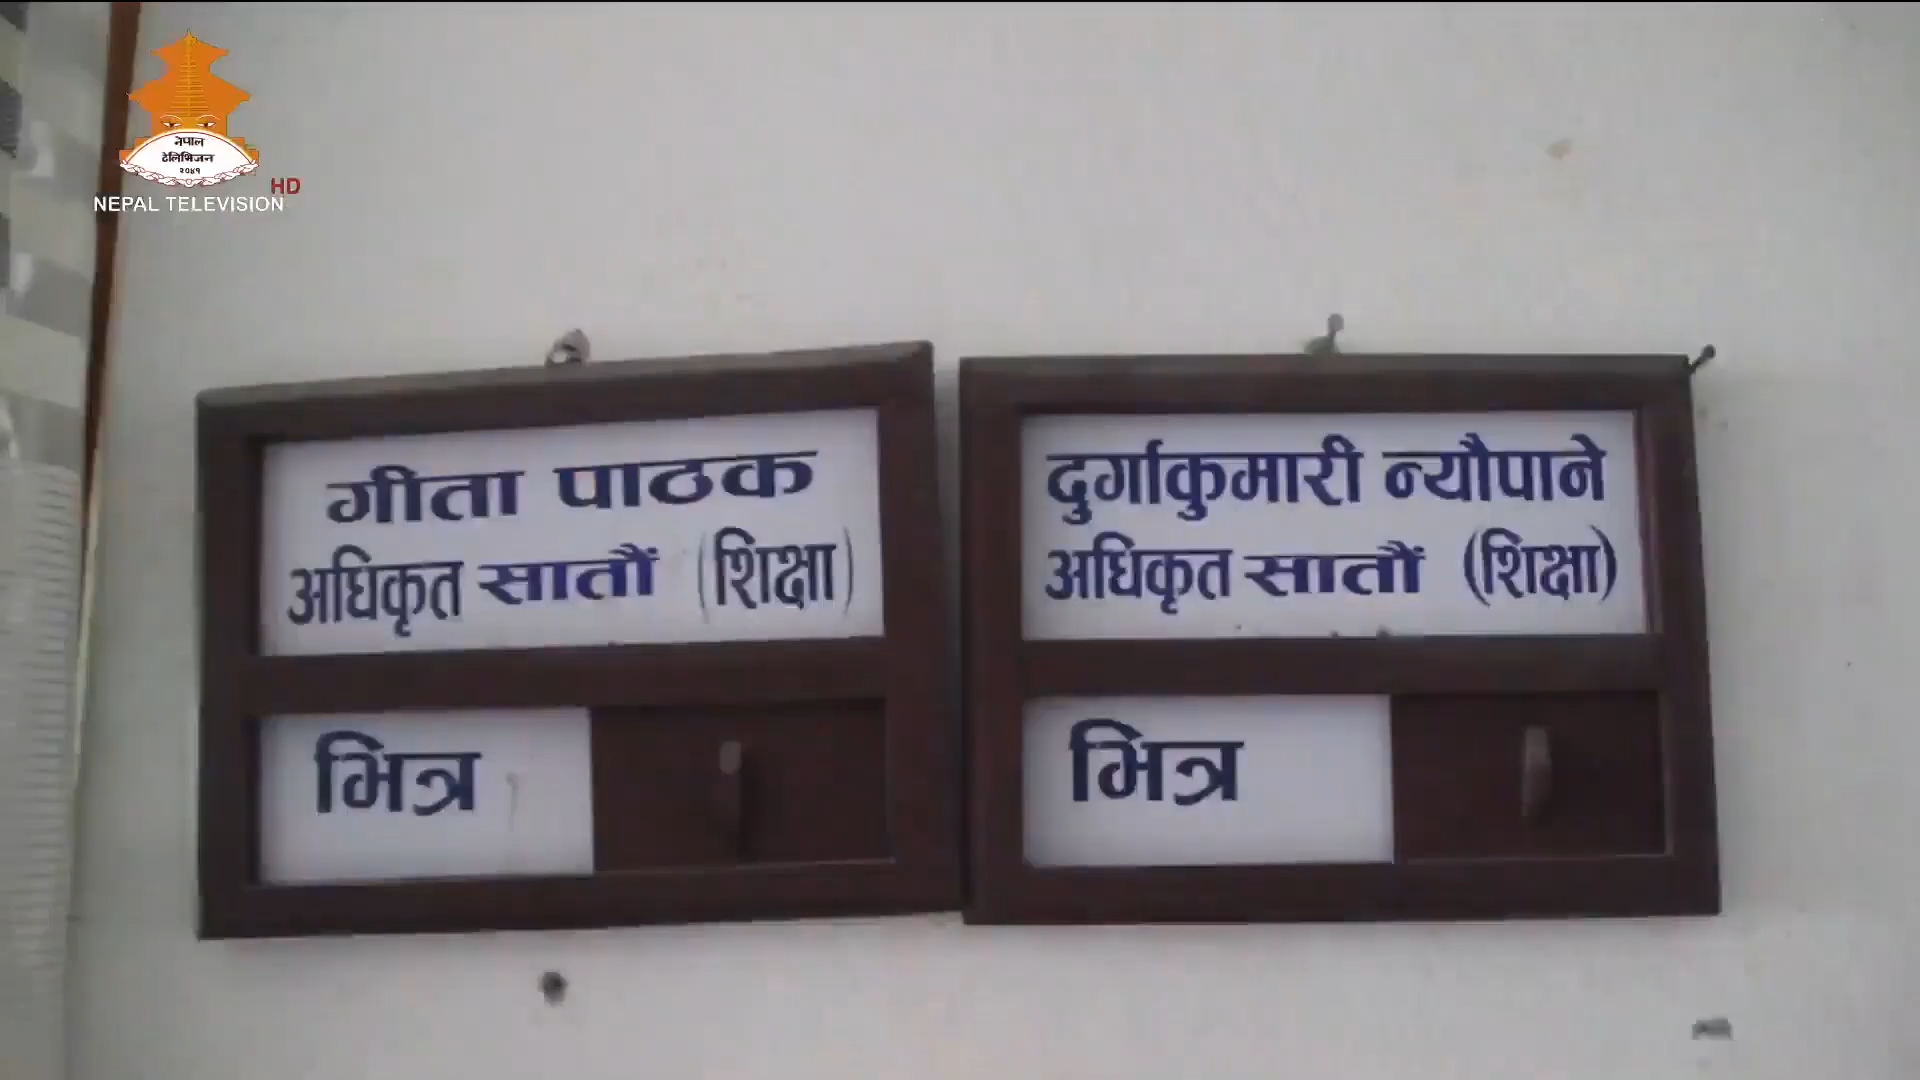 नेपाल
टेलिभिजन
२०४१
HD
NEPAL TELEVISION
गीता पाठक
अधिकृत सातौं (शिक्षा)
भित्र
दुर्गाकुमारी न्यौपाने
अधिकृत सातौं (शिक्षा)
भित्र